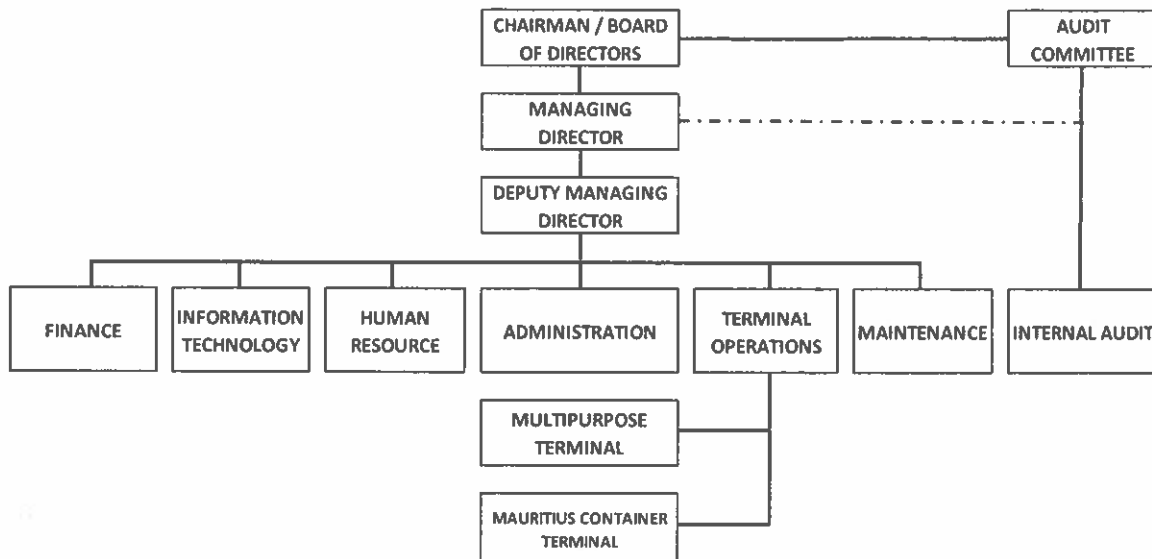 CHAIRMAN / BOARD
OF DIRECTORS
AUDIT
COMMITTEE
MANAGING
DIRECTOR
DEPUTY MANAGING
DIRECTOR
FINANCE
INFORMATION
TECHNOLOGY
HUMAN
RESOURCE
ADMINISTRATION
TERMINAL
OPERATIONS
MAINTENANCE
INTERNAL AUDIT
MULTIPURPOSE
TERMINAL
MAURITIUS CONTAINER
TERMINAL